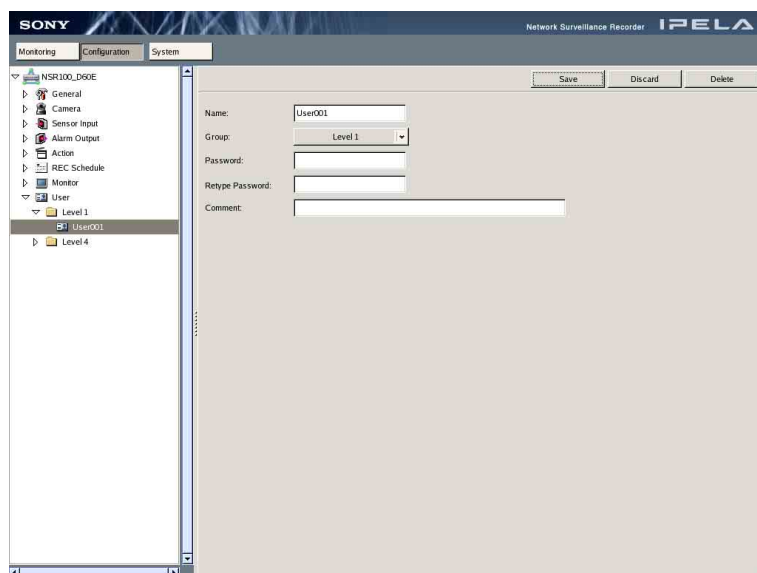 SONY
Network Surveillance Recorder IPELA
Monitoring Configuration System
NSR100_D60E
General
Camera
Sensor Input
Alarm Output
Action
REC Schedule
Monitor
User
Level 1
User001
Level 4
Save Discard Delete
Name: User001
Group: Level 1
Password:
Retype Password:
Comment: